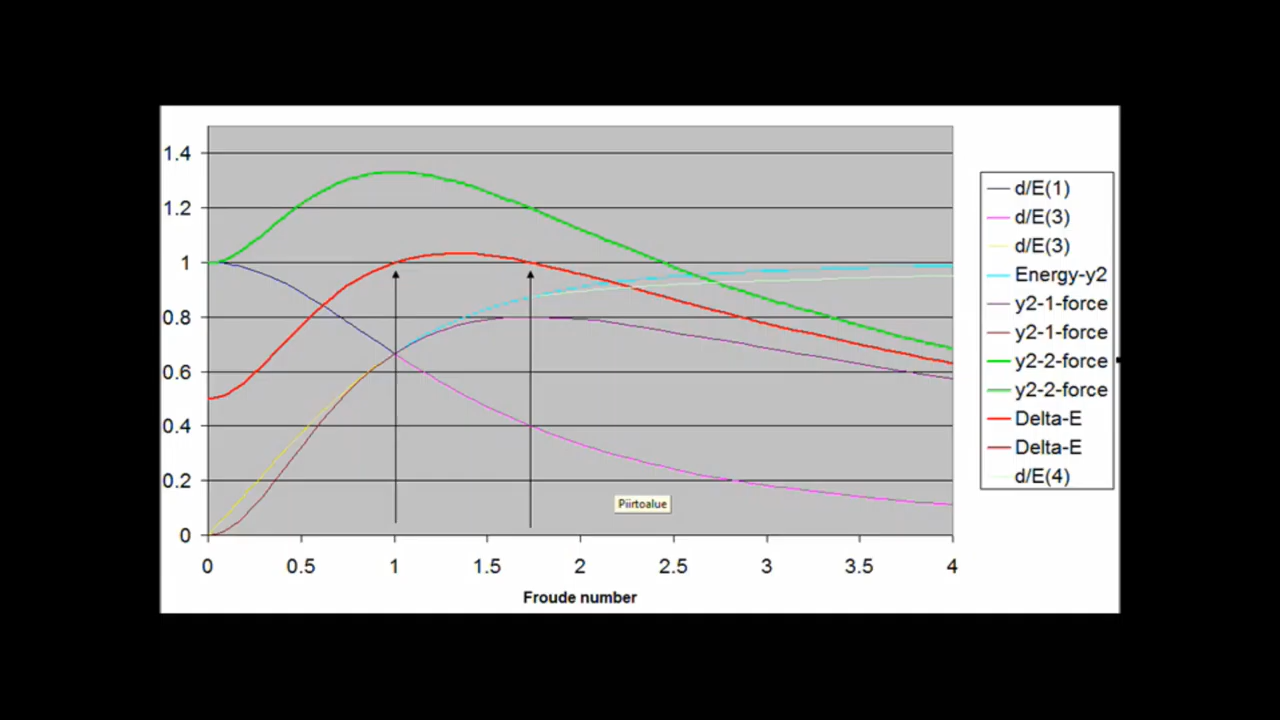 1.4
1.2
1
0.8
0.6
0.4
0.2
0
0 0.5 1 1.5 2 2.5 3 3.5 4
Froude number
Piirtoalue
d/E(1)
d/E(3)
d/E(3)
Energy-y2
y2-1-force
y2-1-force
y2-2-force
y2-2-force
Delta-E
Delta-E
d/E(4)